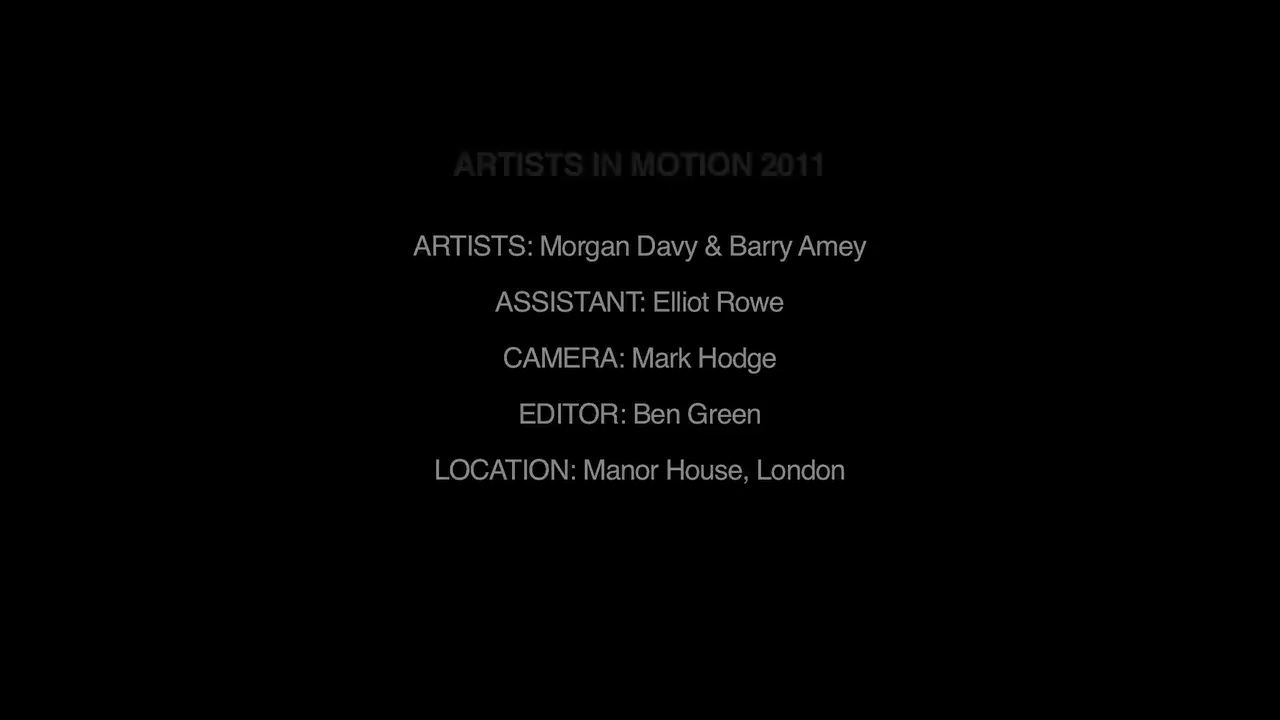 ARTISTS IN MOTION 2011
ARTISTS: Morgan Davy & Barry Amey
ASSISTANT: Elliot Rowe
CAMERA: Mark Hodge
EDITOR: Ben Green
LOCATION: Manor House, London